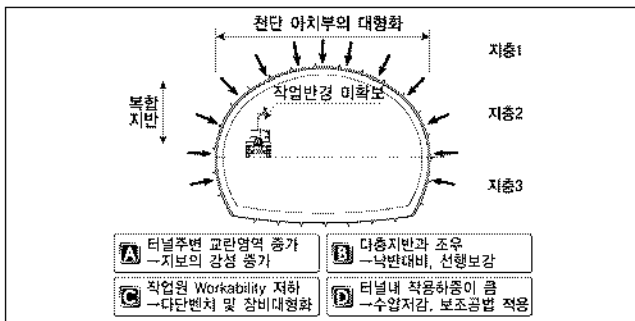 천단 아치부의 대형화
지층1
작업반경 미확보
복합
지반
지층2
지층3
A 터널주변 교란영역 증가
→지보의 강성 증가
B 다층지반과 조우
→낙반대비, 선행보강
C 작업원 Workability 저하
→다단벤치 및 장비대형화
D 터널내 작용하중이 큼
→수압저감, 보조공법 적용